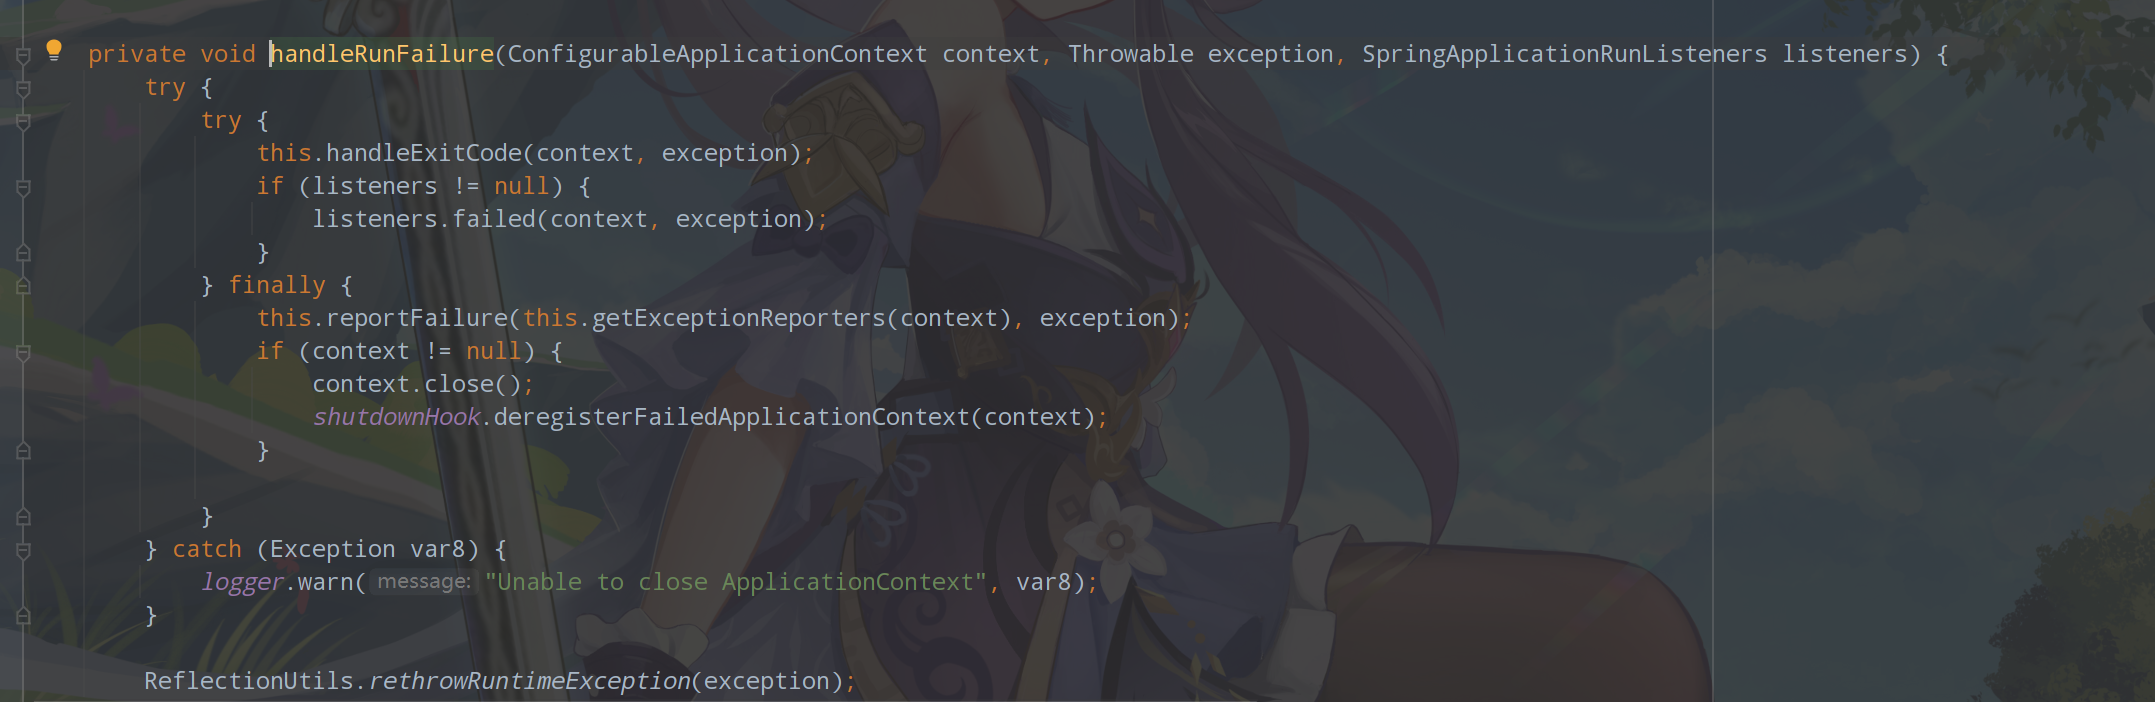 private void handleRunFailure(ConfigurableApplicationContext context, Throwable exception, SpringApplicationRunListeners listeners) {
try {
try {
this.handleExitCode(context, exception);
if (listeners != null) {
listeners.failed(context, exception);
}
} finally {
this.reportFailure(this.getExceptionReporters(context), exception);
if (context != null) {
context.close();
shutdownHook.deregisterFailedApplicationContext(context);
}
}
} catch (Exception var8) {
logger.warn( message: "Unable to close ApplicationContext", var8);
}
ReflectionUtils.rethrowRuntimeException(exception);